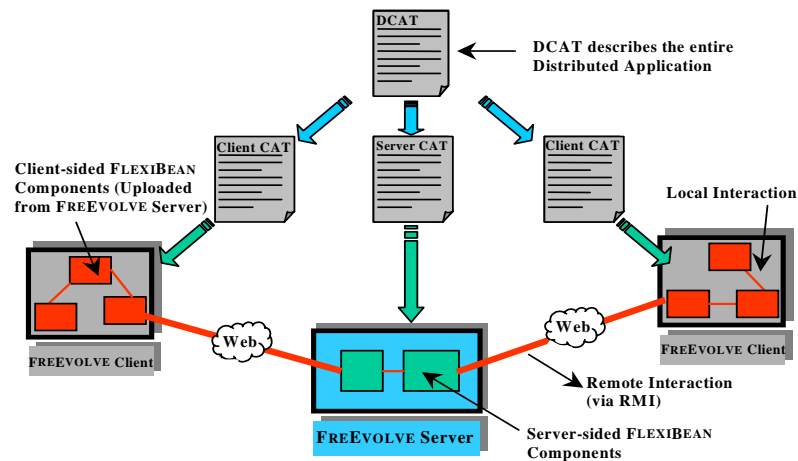 DCAT
DCAT describes the entire
Distributed Application
Client CAT
Server CAT
Client CAT
Client-sided FLEXIBEAN
Components (Uploaded
from FREEVOLVE Server)
Local Interaction
Web
Web
FREEVOLVE Client
FREEVOLVE Client
Remote Interaction
(via RMI)
FREEVOLVE Server
Server-sided FLEXIBEAN
Components